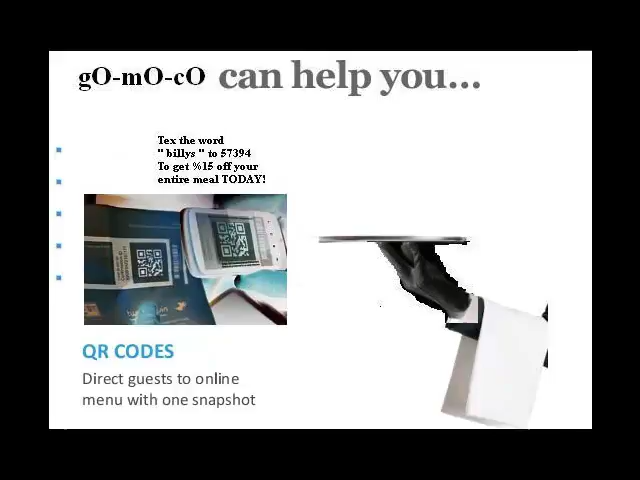 gO-mO-cO can help you...
Tex the word
" billys " to 57394
To get %15 off your
entire meal TODAY!
QR CODES
Direct guests to online
menu with one snapshot